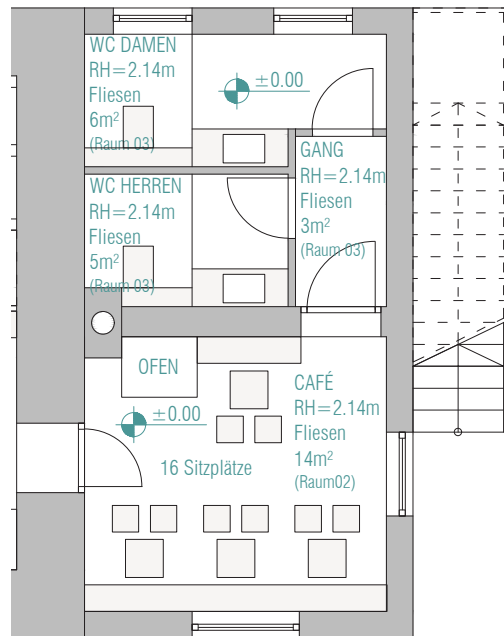 WC DAMEN
RH=2.14m
Fliesen
6m²
(Raum 03)
±0.00
GANG
RH=2.14m
Fliesen
3m²
(Raum 03)
WC HERREN
RH=2.14m
Fliesen
5m²
(Raum 03)
OFEN
±0.00
CAFÉ
RH=2.14m
Fliesen
14m²
(Raum02)
16 Sitzplätze